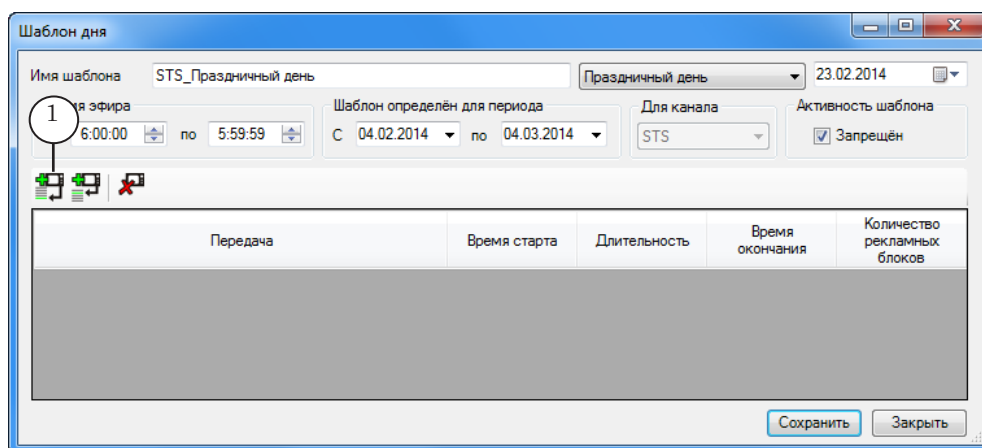 Шаблон дня
Имя шаблона STS_Праздничный день Праздничный день 23.02.2014
1
эфира Шаблон определён для периода Для канала Активность шаблона
6:00:00 по 5:59:59 С 04.02.2014 по 04.03.2014 STS Запрещён
Передача Время старта Длительность Время окончания Количество рекламных блоков
Сохранить Закрыть